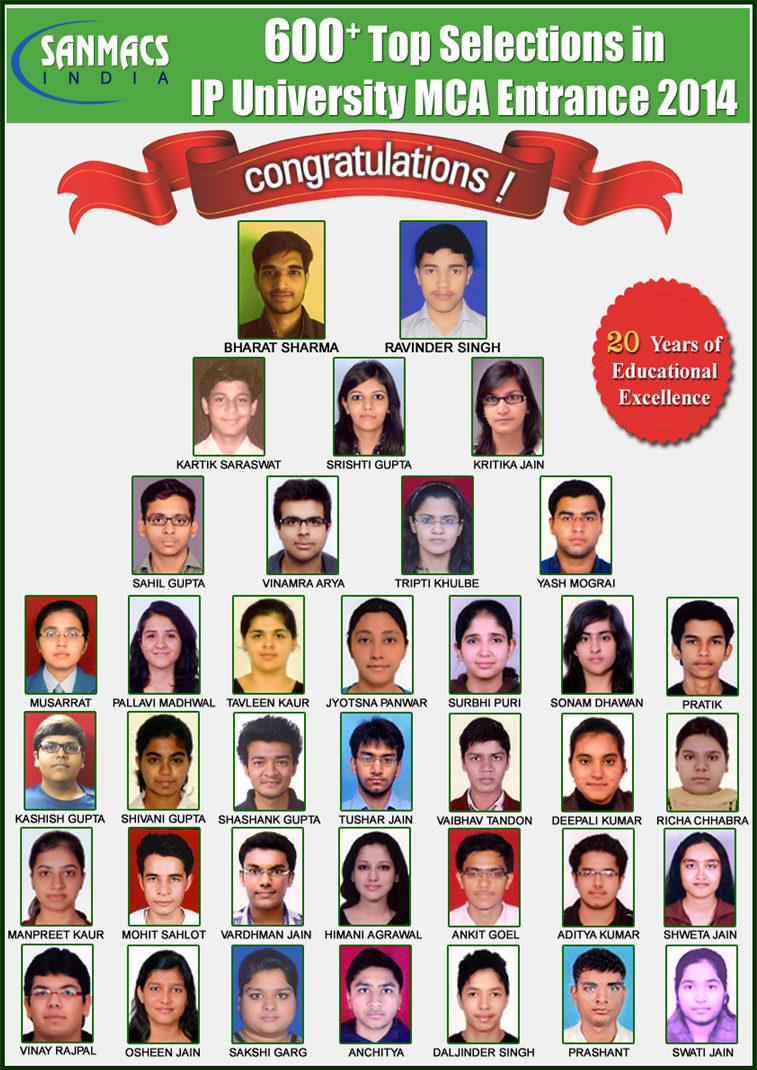 SANMACS
INDIA
600+ Top Selections in
IP University MCA Entrance 2014
congratulations !
BHARAT SHARMA
RAVINDER SINGH
20 Years of
Educational
Excellence
KARTIK SARASWAT
SRISHTI GUPTA
KRITIKA JAIN
SAHIL GUPTA
VINAMRA ARYA
TRIPTI KHULBE
YASH MOGRAI
MUSARRAT
PALLAVI MADHWAL
TAVLEEN KAUR
JYOTSNA PANWAR
SURBHI PURI
SONAM DHAWAN
PRATIK
KASHISH GUPTA
SHIVANI GUPTA
SHASHANK GUPTA
TUSHAR JAIN
VAIBHAV TANDON
DEEPALI KUMAR
RICHA CHHABRA
MANPREET KAUR
MOHIT SAHLOT
VARDHMAN JAIN
HIMANI AGRAWAL
ANKIT GOEL
ADITYA KUMAR
SHWETA JAIN
VINAY RAJPAL
OSHEEN JAIN
SAKSHI GARG
ANCHITYA
DALJINDER SINGH
PRASHANT
SWATI JAIN